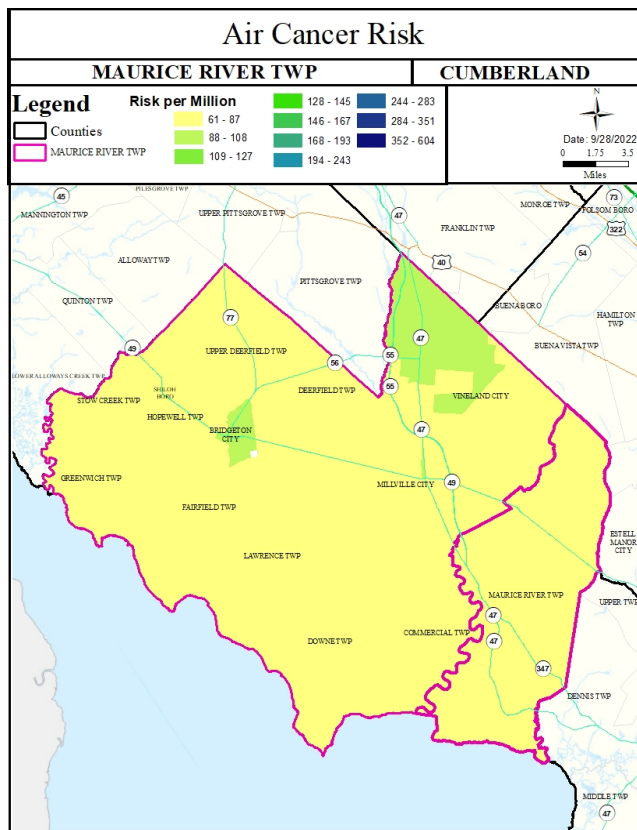 Air Cancer Risk
MAURICE RIVER TWP
CUMBERLAND
Legend
Counties
MAURICE RIVER TWP
Risk per Million
61 - 87
88 - 108
109 - 127
128 - 145
146 - 167
168 - 193
194 - 243
244 - 283
284 - 351
352 - 604
N
Date: 9/28/2022
0 1.75 3.5
Miles
PILESGROVE TWP
45
MANNINGTON TWP
UPPER PITTSGROVE TWP
47
FRANKLIN TWP
MONROE TWP
73
FOLSOM BORO
322
54
ALLOWAY TWP
PITTSGROVE TWP
40
QUINTON TWP
BUENA BORO
HAMILTON
TWP
77
47
BUENA VISTA TWP
49
UPPER DEERFIELD TWP
56
55
LOWER ALLOWAYS CREEK TWP
SHILOH
BORO
DEERFIELD TWP
55
VINELAND CITY
STOW CREEK TWP
HOPEWELL TWP
BRIDGETON
CITY
47
GREENWICH TWP
MILLVILLE CITY
49
FAIRFIELD TWP
ESTELL
MANOR
CITY
LAWRENCE TWP
MAURICE RIVER TWP
UPPER TWP
47
COMMERCIAL TWP
DOWNE TWP
47
347
DENNIS TWP
MIDDLE TWP
47